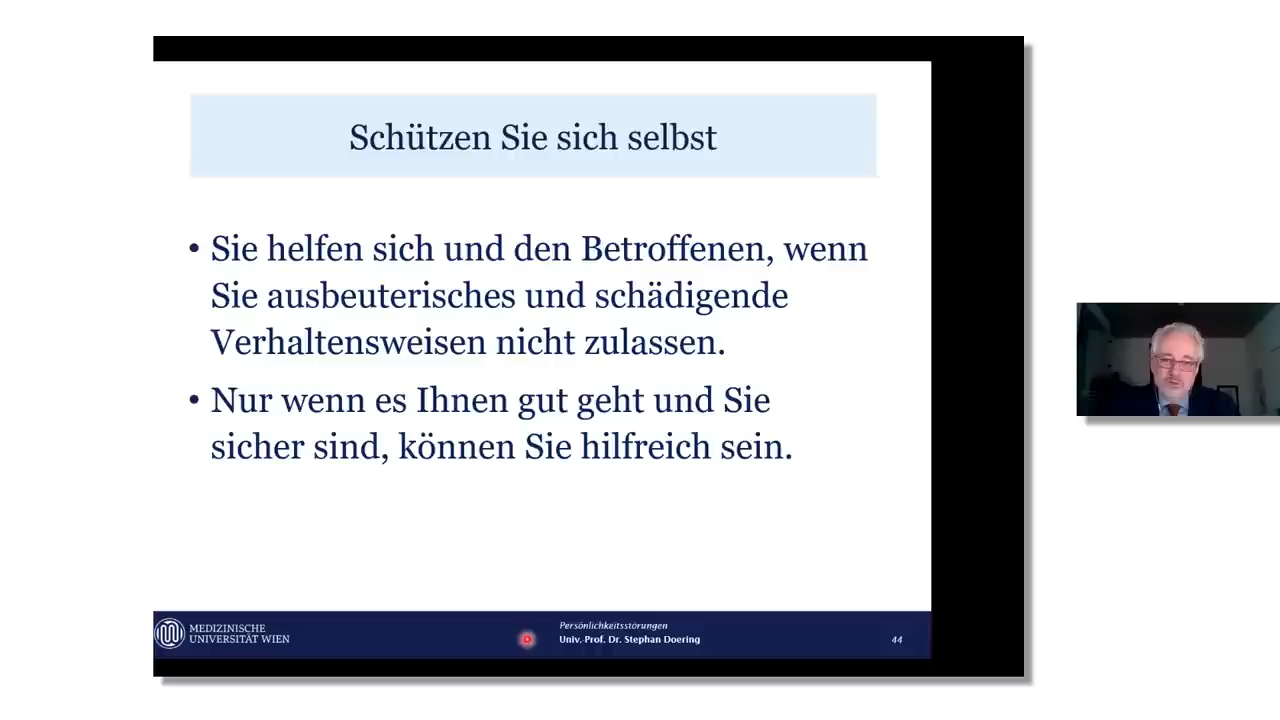 Schützen Sie sich selbst
• Sie helfen sich und den Betroffenen, wenn
Sie ausbeuterisches und schädigende
Verhaltensweisen nicht zulassen.
• Nur wenn es Ihnen gut geht und Sie
sicher sind, können Sie hilfreich sein.
MEDIZINISCHE
UNIVERSITÄT WIEN
Persönlichkeitsstörungen
Univ.-Prof. Dr. Stephan Doering
44